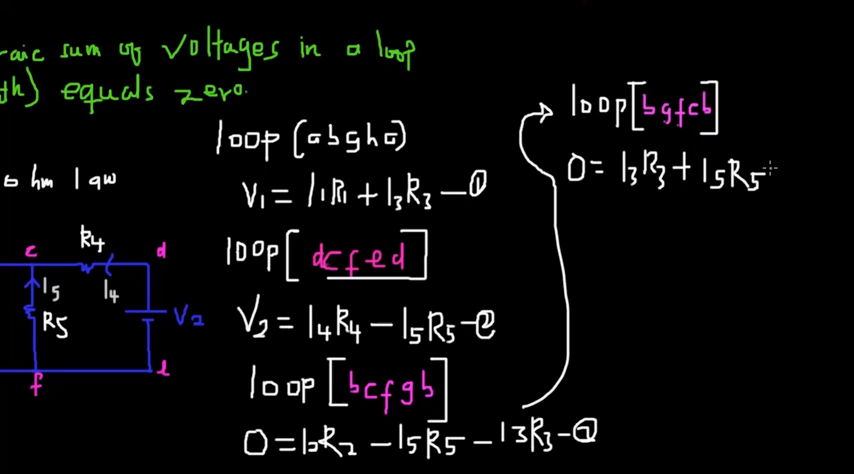 raic sum of Voltages in a loop
th) equals zero.
ohm law
c R4 d
I5 I4
R5 V2
f e
loop (abgha)
V1 = I1R1 + I3R3 — ①
loop [dcfed]
V2 = I4R4 – I5R5 – ②
loop [bcfgb]
0 = I2R2 – I5R5 – I3R3 – ③
loop [bgfcb]
0 = I3R3 + I5R5